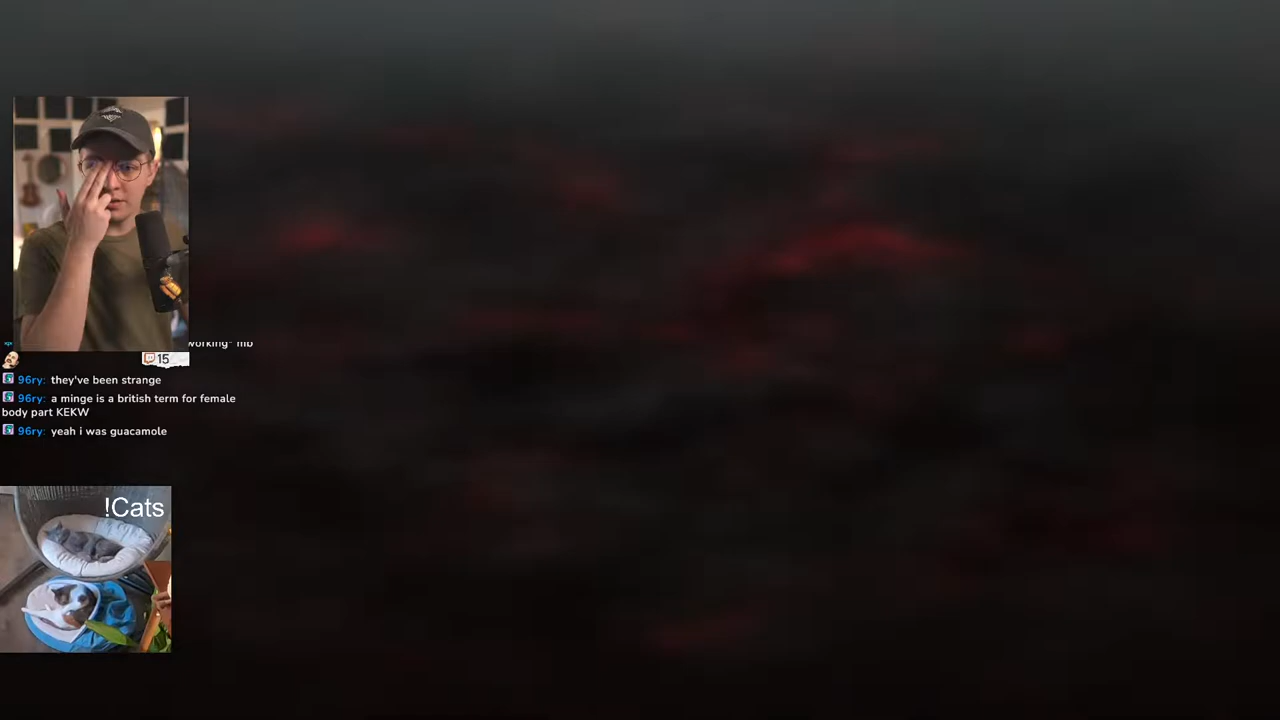 working* mb
15
96ry: they've been strange
96ry: a minge is a british term for female
body part KEKW
96ry: yeah i was guacamole
!Cats